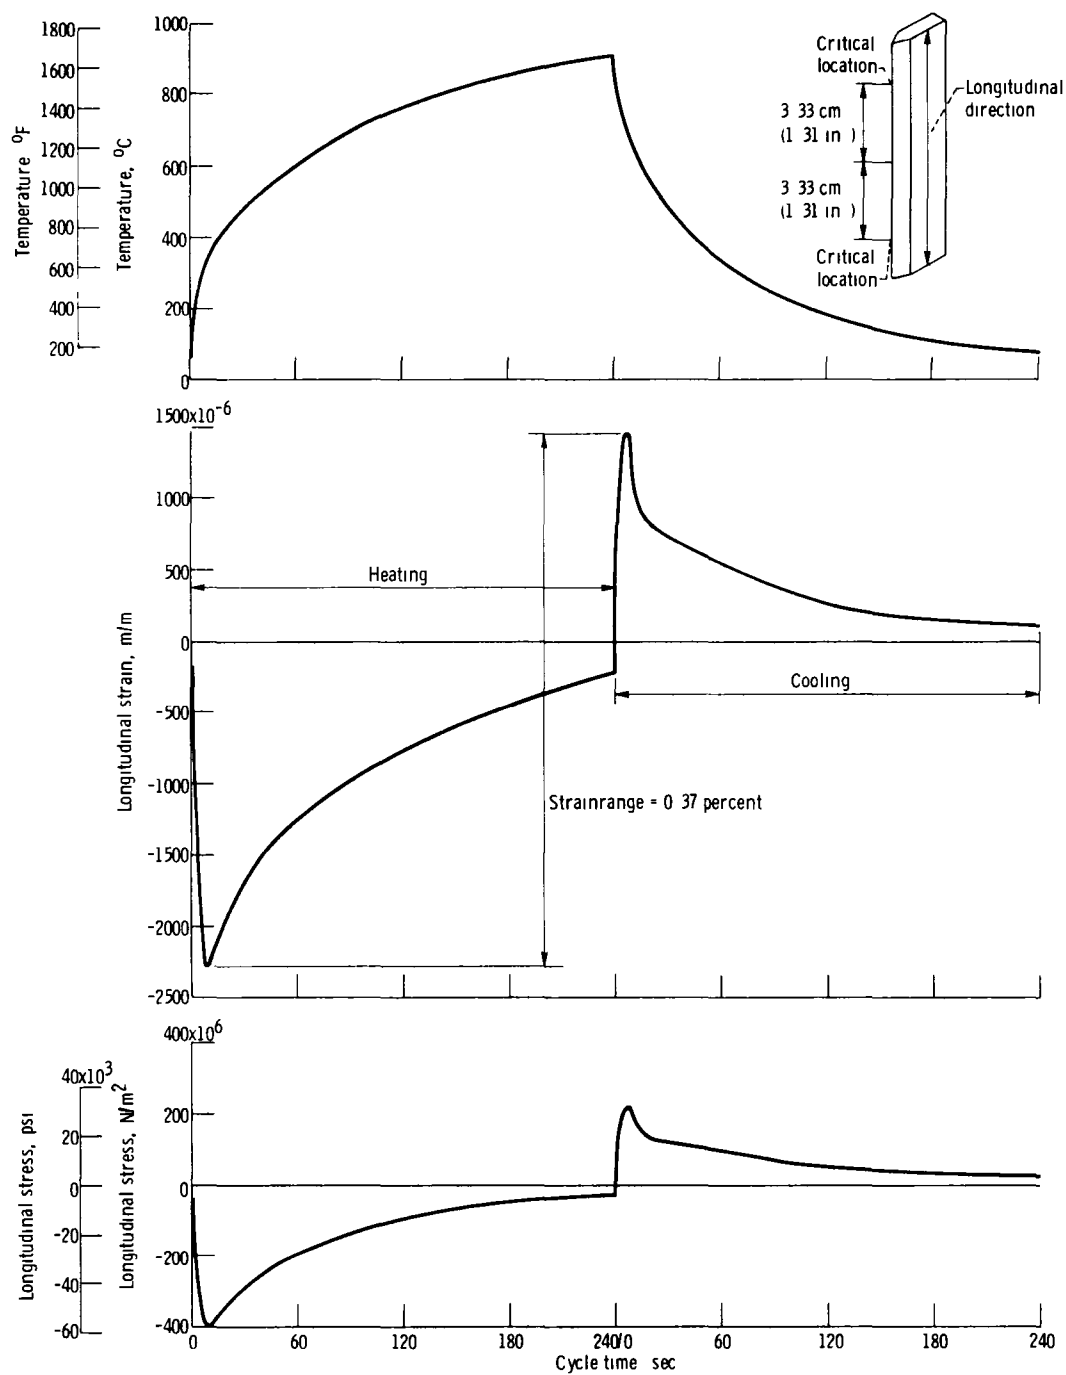 1800
1600
1400
1200
1000
800
600
400
200
Temperature °F
1000
800
600
400
200
0
Temperature, °C
Critical
location
3 33 cm
(1 31 in )
3 33 cm
(1 31 in )
Critical
location
Longitudinal
direction
1500x10-6
1000
500
0
-500
-1000
-1500
-2000
-2500
Longitudinal strain, m/m
Heating
Cooling
Strainrange = 0 37 percent
40x103
20
0
-20
-40
-60
Longitudinal stress, psi
400x106
200
0
-200
-400
Longitudinal stress, N/m2
0 60 120 180 240/0 60 120 180 240
Cycle time sec